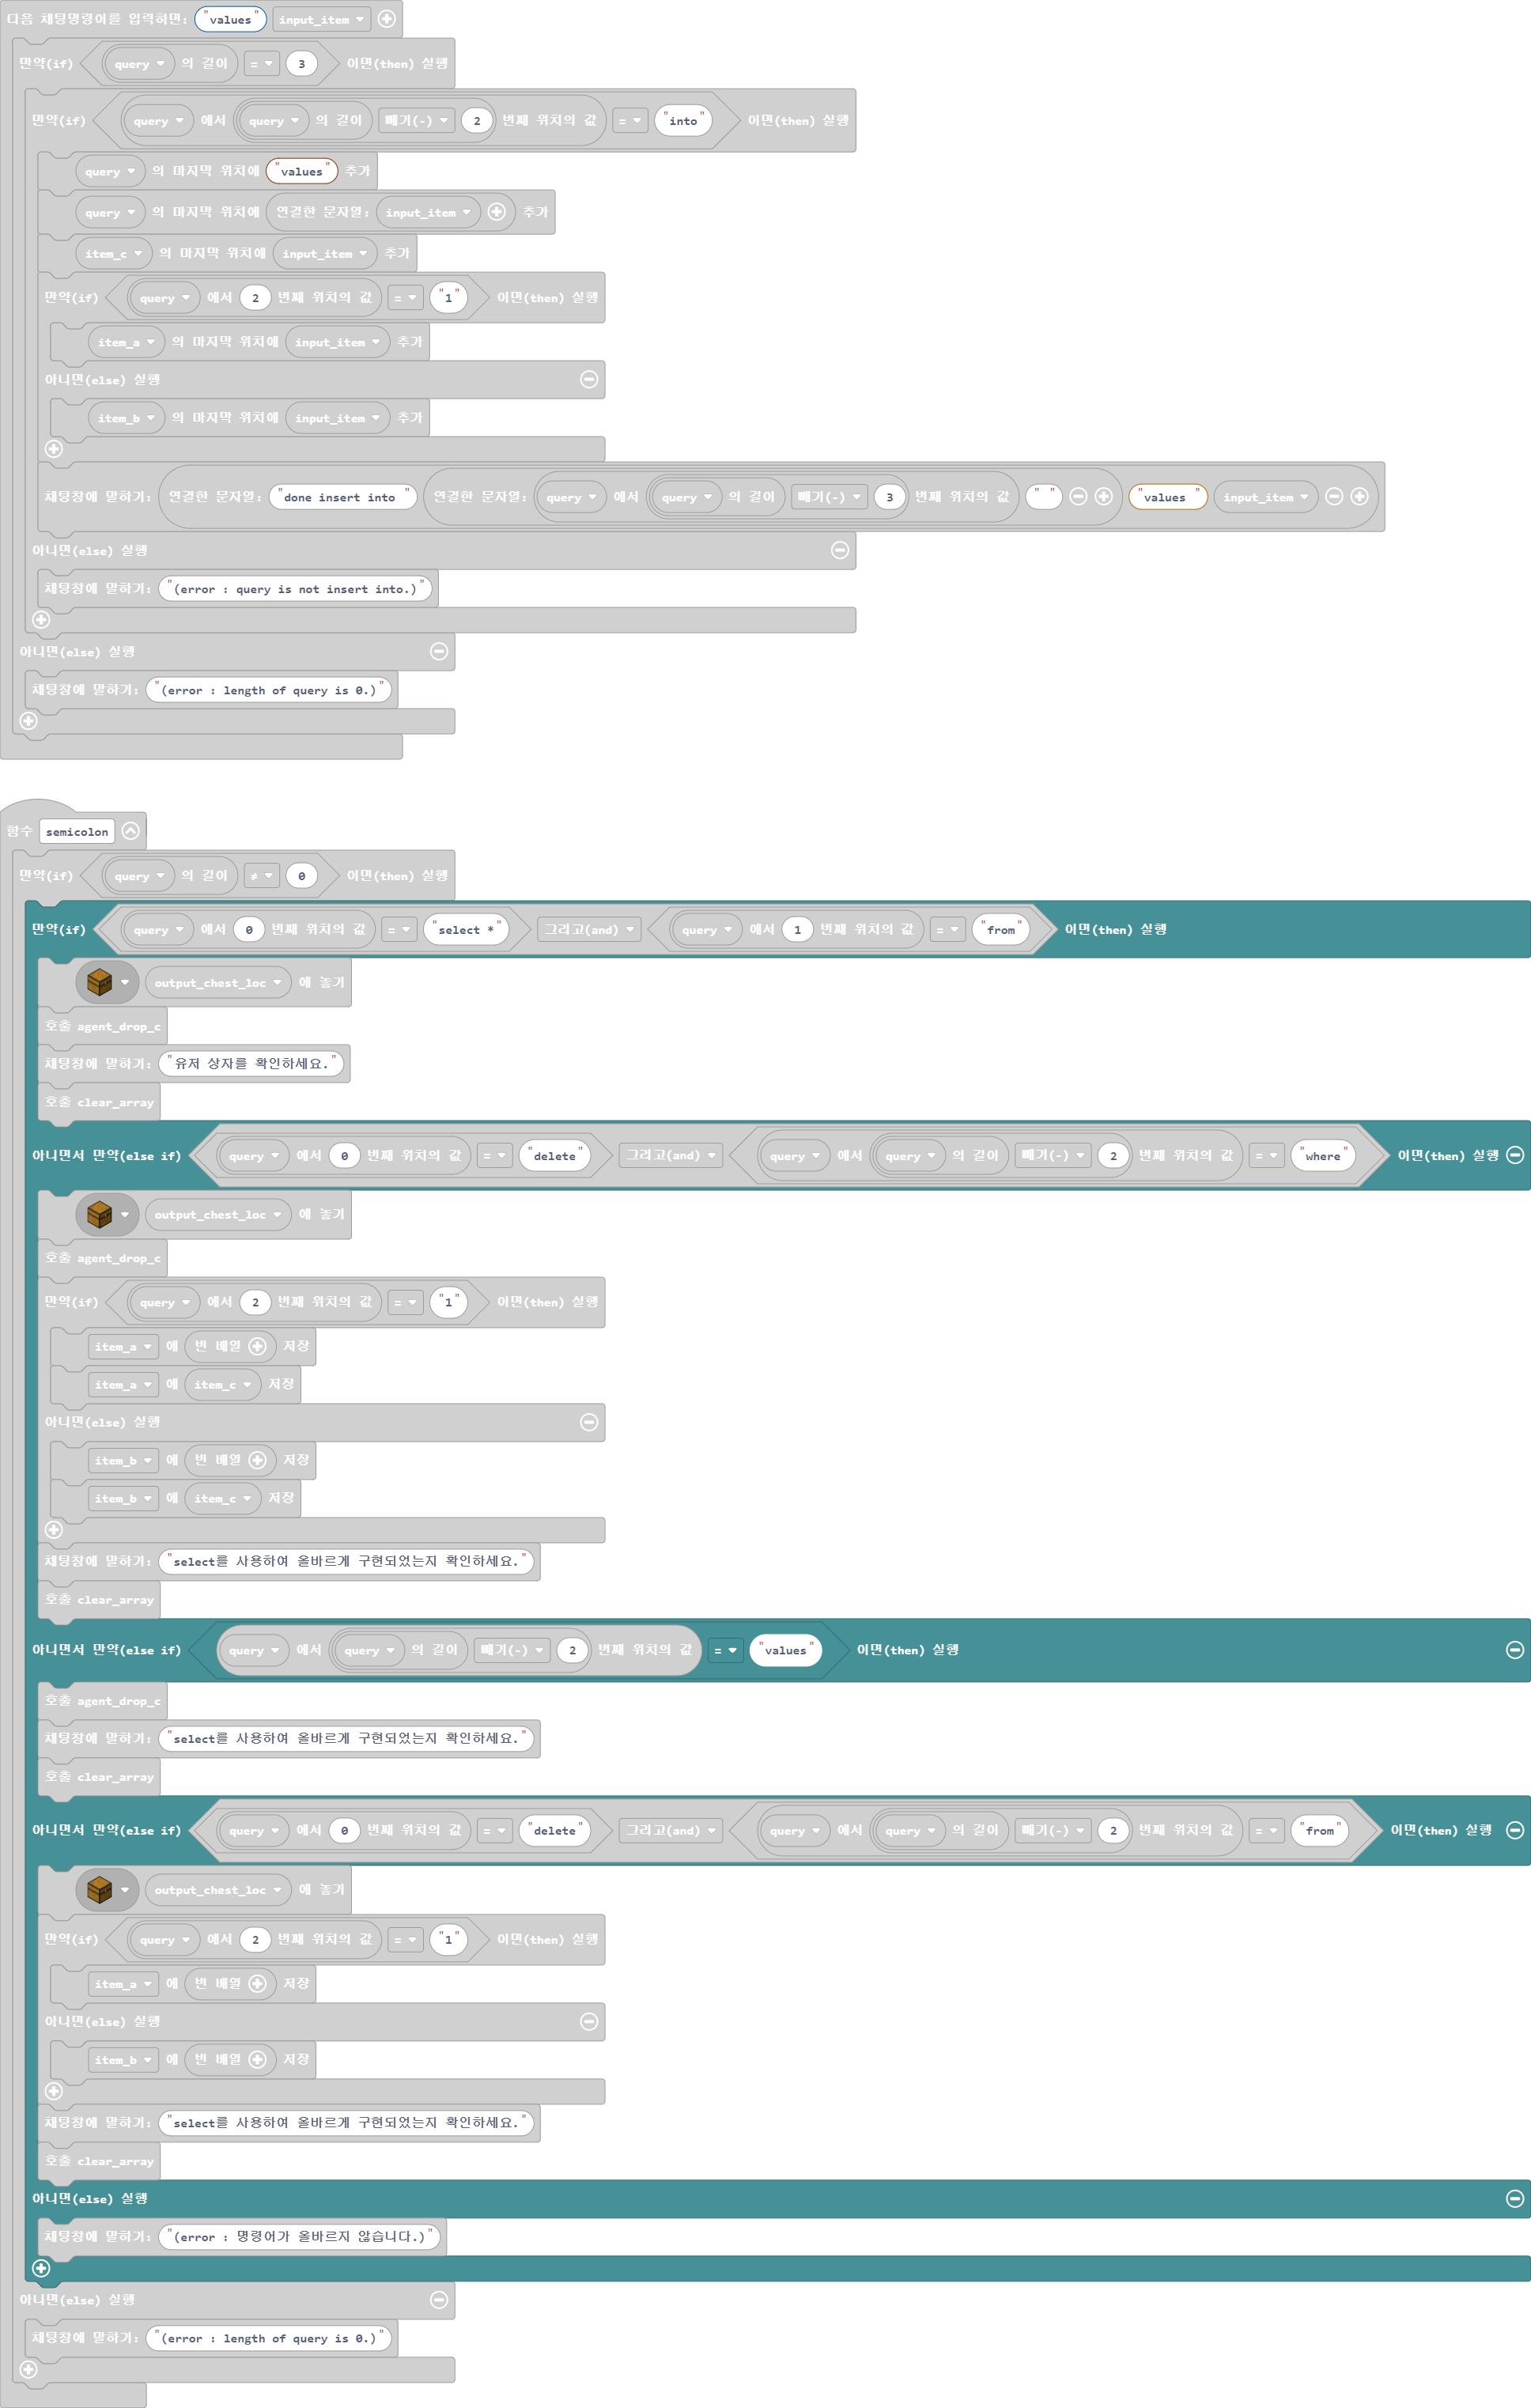 다음 채팅명령어를 입력하면: "values" input_item
만약(if) query 의 길이 = 3 이면(then) 실행
만약(if) query 에서 query 의 길이 빼기(-) 2 번째 위치의 값 = "into" 이면(then) 실행
query 의 마지막 위치에 "values" 추가
query 의 마지막 위치에 연결한 문자열: input_item 추가
item_c 의 마지막 위치에 input_item 추가
만약(if) query 에서 2 번째 위치의 값 = "1" 이면(then) 실행
item_a 의 마지막 위치에 input_item 추가
아니면(else) 실행
item_b 의 마지막 위치에 input_item 추가
채팅창에 말하기: 연결한 문자열: "done insert into " 연결한 문자열: query 에서 query 의 길이 빼기(-) 3 번째 위치의 값 " " "values " input_item
아니면(else) 실행
채팅창에 말하기: "(error : query is not insert into.)"
아니면(else) 실행
채팅창에 말하기: "(error : length of query is 0.)"
함수 semicolon
만약(if) query 의 길이 ≠ 0 이면(then) 실행
만약(if) query 에서 0 번째 위치의 값 = "select *" 그리고(and) query 에서 1 번째 위치의 값 = "from" 이면(then) 실행
output_chest_loc 에 놓기
호출 agent_drop_c
채팅창에 말하기: "유저 상자를 확인하세요."
호출 clear_array
아니면서 만약(else if) query 에서 0 번째 위치의 값 = "delete" 그리고(and) query 에서 query 의 길이 빼기(-) 2 번째 위치의 값 = "where" 이면(then) 실행
output_chest_loc 에 놓기
호출 agent_drop_c
만약(if) query 에서 2 번째 위치의 값 = "1" 이면(then) 실행
item_a 에 빈 배열 저장
item_a 에 item_c 저장
아니면(else) 실행
item_b 에 빈 배열 저장
item_b 에 item_c 저장
채팅창에 말하기: "select를 사용하여 올바르게 구현되었는지 확인하세요."
호출 clear_array
아니면서 만약(else if) query 에서 query 의 길이 빼기(-) 2 번째 위치의 값 = "values" 이면(then) 실행
호출 agent_drop_c
채팅창에 말하기: "select를 사용하여 올바르게 구현되었는지 확인하세요."
호출 clear_array
아니면서 만약(else if) query 에서 0 번째 위치의 값 = "delete" 그리고(and) query 에서 query 의 길이 빼기(-) 2 번째 위치의 값 = "from" 이면(then) 실행
output_chest_loc 에 놓기
만약(if) query 에서 2 번째 위치의 값 = "1" 이면(then) 실행
item_a 에 빈 배열 저장
아니면(else) 실행
item_b 에 빈 배열 저장
채팅창에 말하기: "select를 사용하여 올바르게 구현되었는지 확인하세요."
호출 clear_array
아니면(else) 실행
채팅창에 말하기: "(error : 명령어가 올바르지 않습니다.)"
아니면(else) 실행
채팅창에 말하기: "(error : length of query is 0.)"